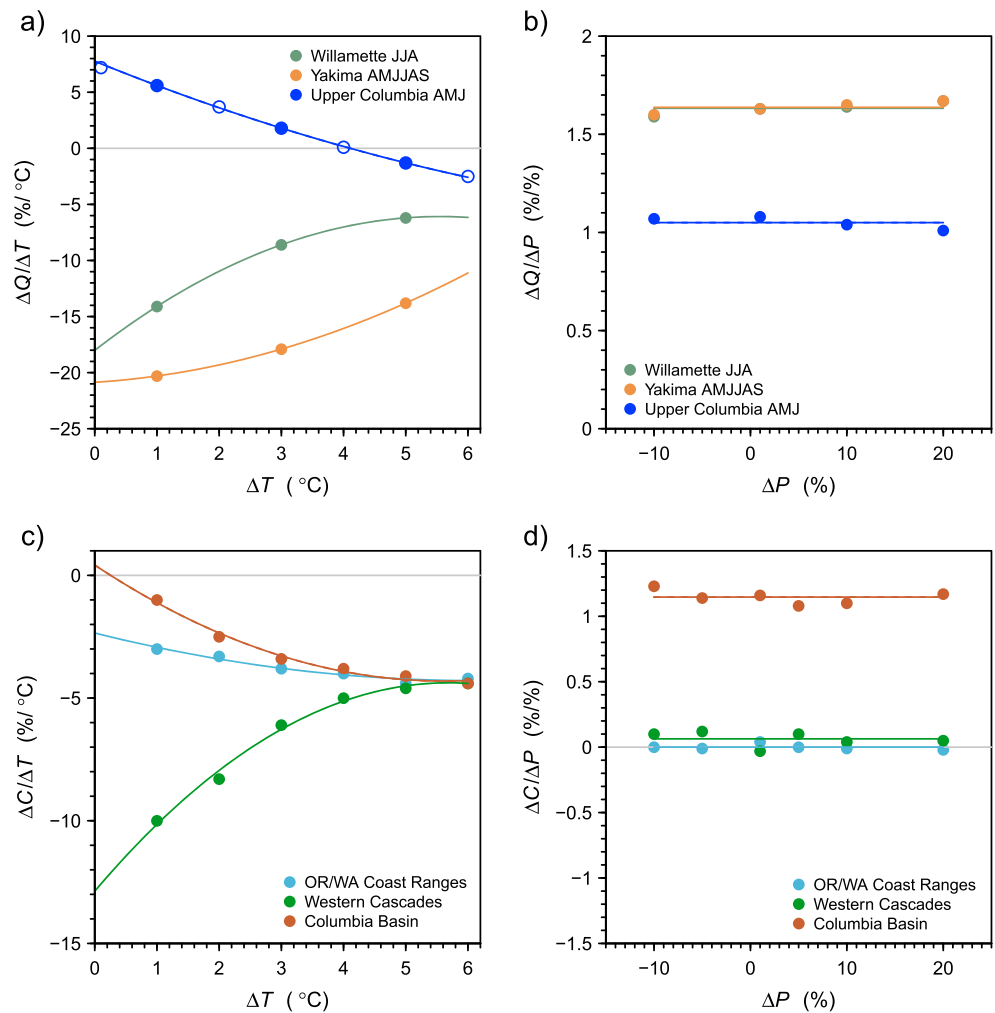 a)
10
5
0
−5
−10
−15
−20
−25
ΔQ/ΔT (%/ °C)
Willamette JJA
Yakima AMJJAS
Upper Columbia AMJ
0 1 2 3 4 5 6
ΔT ( °C)
b)
2
1.5
1
0.5
0
ΔQ/ΔP (%/%)
Willamette JJA
Yakima AMJJAS
Upper Columbia AMJ
−10 0 10 20
ΔP (%)
c)
0
−5
−10
−15
ΔC/ΔT (%/ °C)
OR/WA Coast Ranges
Western Cascades
Columbia Basin
0 1 2 3 4 5 6
ΔT ( °C)
d)
1.5
1
0.5
0
−0.5
−1
−1.5
ΔC/ΔP (%/%)
OR/WA Coast Ranges
Western Cascades
Columbia Basin
−10 0 10 20
ΔP (%)